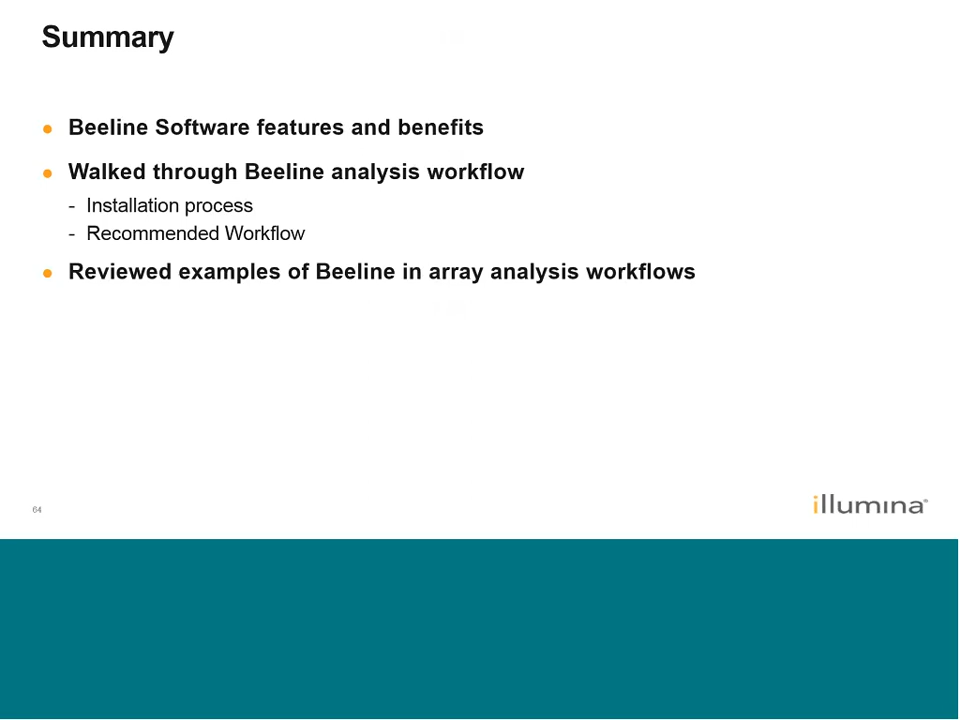 Summary
● Beeline Software features and benefits
● Walked through Beeline analysis workflow
- Installation process
- Recommended Workflow
● Reviewed examples of Beeline in array analysis workflows
64
illumina®